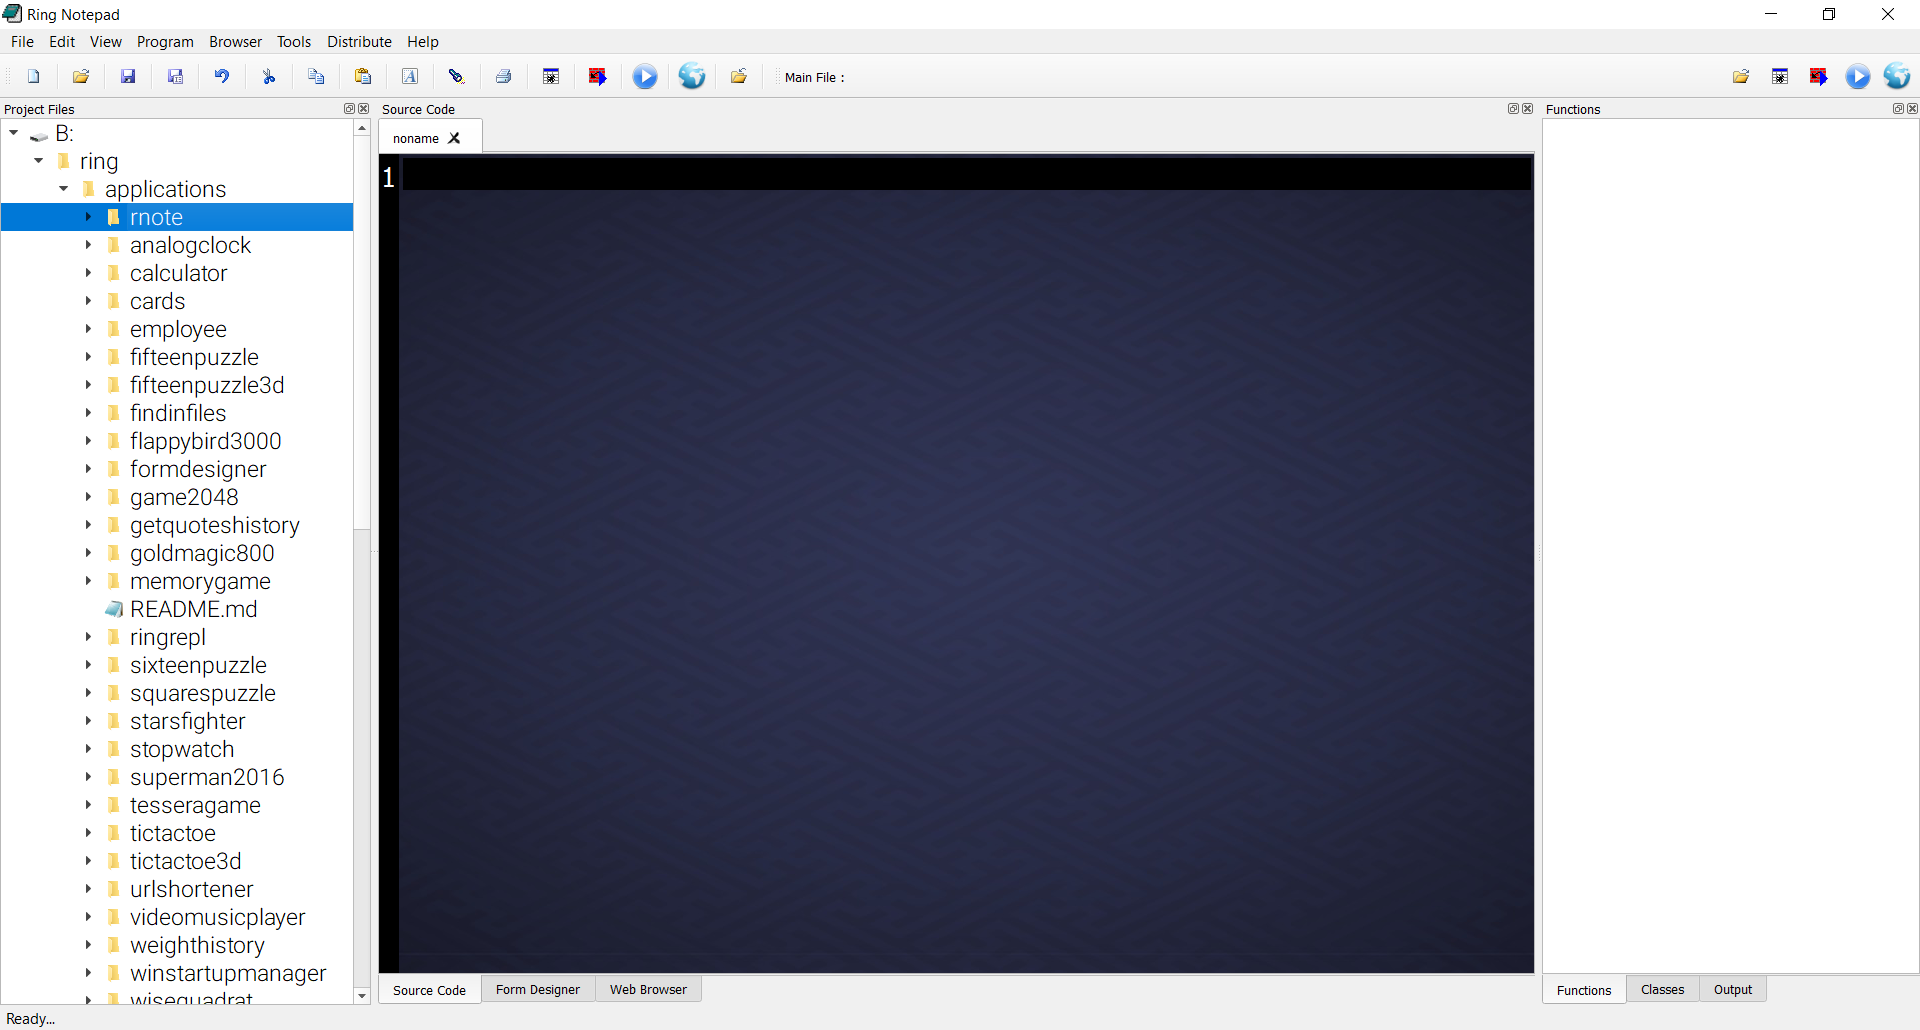 Ring Notepad
File Edit View Program Browser Tools Distribute Help
Main File :
Project Files
B:
ring
applications
rnote
analogclock
calculator
cards
employee
fifteenpuzzle
fifteenpuzzle3d
findinfiles
flappybird3000
formdesigner
game2048
getquoteshistory
goldmagic800
memorygame
README.md
ringrepl
sixteenpuzzle
squarespuzzle
starsfighter
stopwatch
superman2016
tesseragame
tictactoe
tictactoe3d
urlshortener
videomusicplayer
weighthistory
winstartupmanager
wisequadrat
Source Code
noname
1
Source Code Form Designer Web Browser
Functions
Functions Classes Output
Ready...